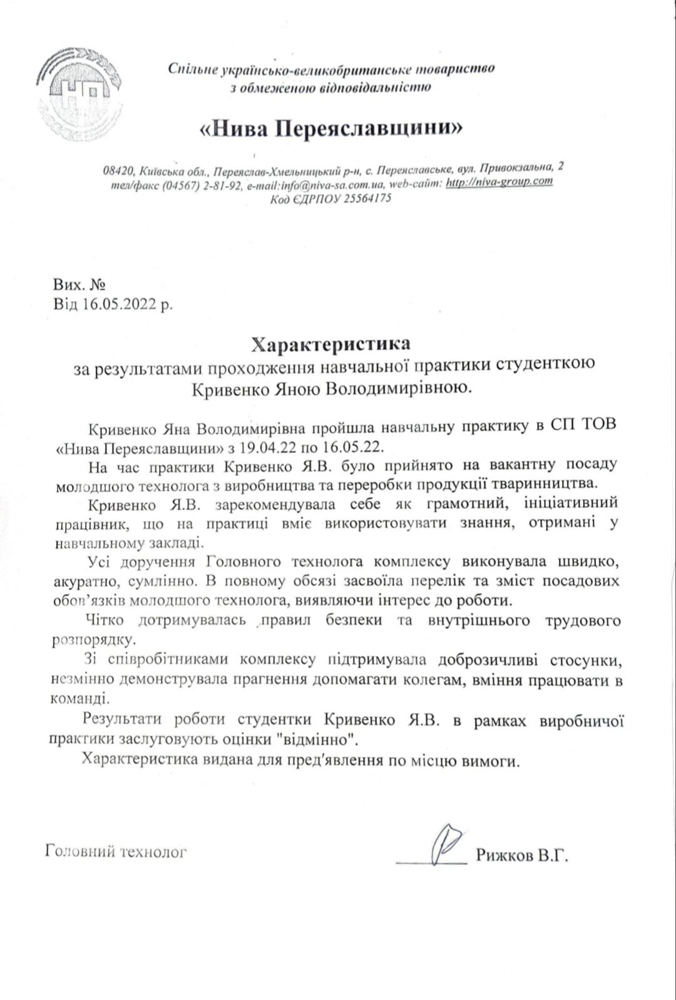 НП
Спільне українсько-великобританське товариство
з обмеженою відповідальністю
«Нива Переяславщини»
08420, Київська обл., Переяслав-Хмельницький р-н, с. Переяславське, вул. Привокзальна, 2
тел/факс (04567) 2-81-92, e-mail:info@niva-sa.com.ua, web-сайт: http://niva-group.com
Код ЄДРПОУ 25564175
Вих. №
Від 16.05.2022 р.
Характеристика
за результатами проходження навчальної практики студенткою
Кривенко Яною Володимирівною.
Кривенко Яна Володимирівна пройшла навчальну практику в СП ТОВ
«Нива Переяславщини» з 19.04.22 по 16.05.22.
На час практики Кривенко Я.В. було прийнято на вакантну посаду
молодшого технолога з виробництва та переробки продукції тваринництва.
Кривенко Я.В. зарекомендувала себе як грамотний, ініціативний
працівник, що на практиці вміє використовувати знання, отримані у
навчальному закладі.
Усі доручення Головного технолога комплексу виконувала швидко,
акуратно, сумлінно. В повному обсязі засвоїла перелік та зміст посадових
обов’язків молодшого технолога, виявляючи інтерес до роботи.
Чітко дотримувалась правил безпеки та внутрішнього трудового
розпорядку.
Зі співробітниками комплексу підтримувала доброзичливі стосунки,
незмінно демонструвала прагнення допомагати колегам, вміння працювати в
команді.
Результати роботи студентки Кривенко Я.В. в рамках виробничої
практики заслуговують оцінки "відмінно".
Характеристика видана для пред'явлення по місцю вимоги.
Головний технолог
Рижков В.Г.